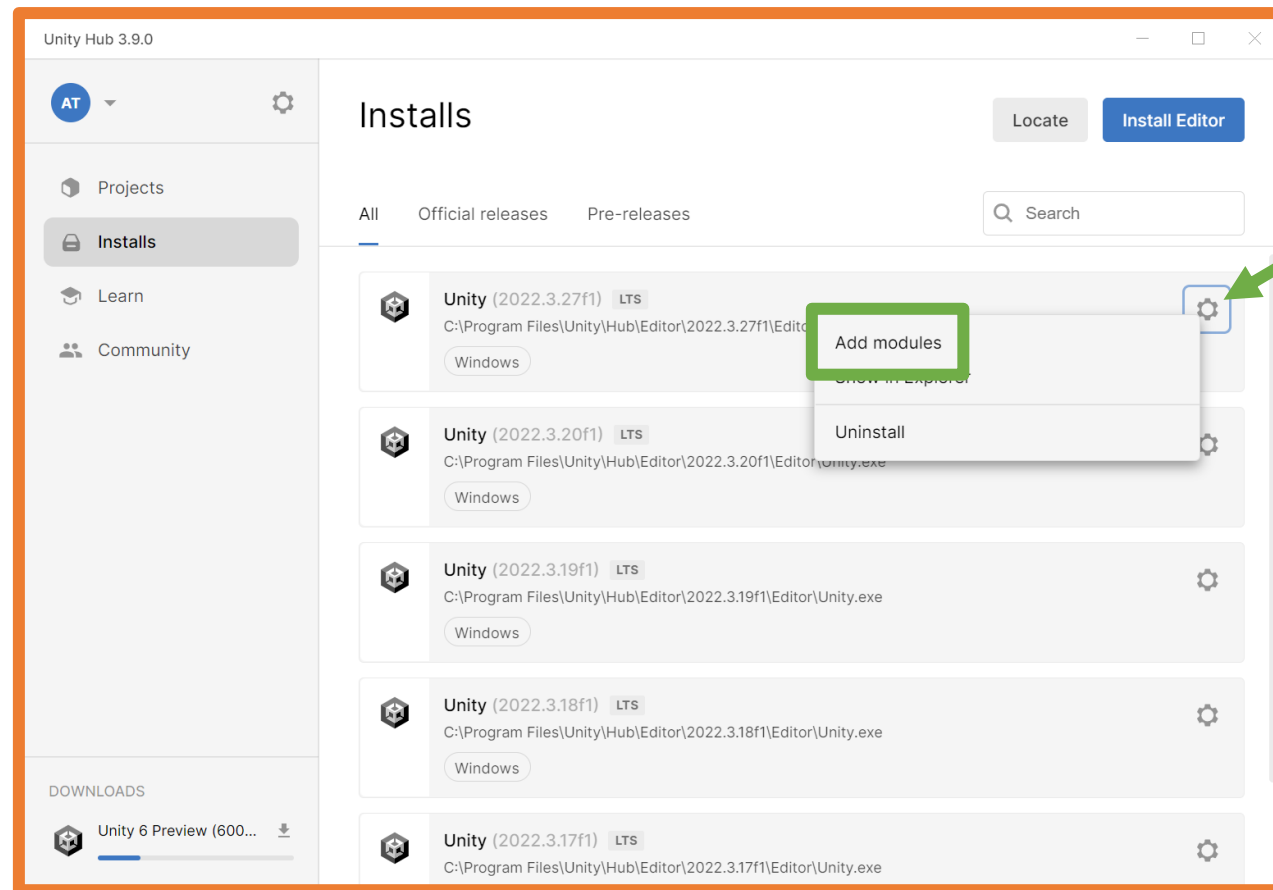 Unity Hub 3.9.0
AT
Installs
Locate
Install Editor
Projects
Installs
Learn
Community
All Official releases Pre-releases
Search
Unity (2022.3.27f1) LTS
C:\Program Files\Unity\Hub\Editor\2022.3.27f1\Edito
Windows
Add modules
Show in Explorer
Uninstall
Unity (2022.3.20f1) LTS
C:\Program Files\Unity\Hub\Editor\2022.3.20f1\Editor\Unity.exe
Windows
Unity (2022.3.19f1) LTS
C:\Program Files\Unity\Hub\Editor\2022.3.19f1\Editor\Unity.exe
Windows
Unity (2022.3.18f1) LTS
C:\Program Files\Unity\Hub\Editor\2022.3.18f1\Editor\Unity.exe
Windows
Unity (2022.3.17f1) LTS
C:\Program Files\Unity\Hub\Editor\2022.3.17f1\Editor\Unity.exe
DOWNLOADS
Unity 6 Preview (600...